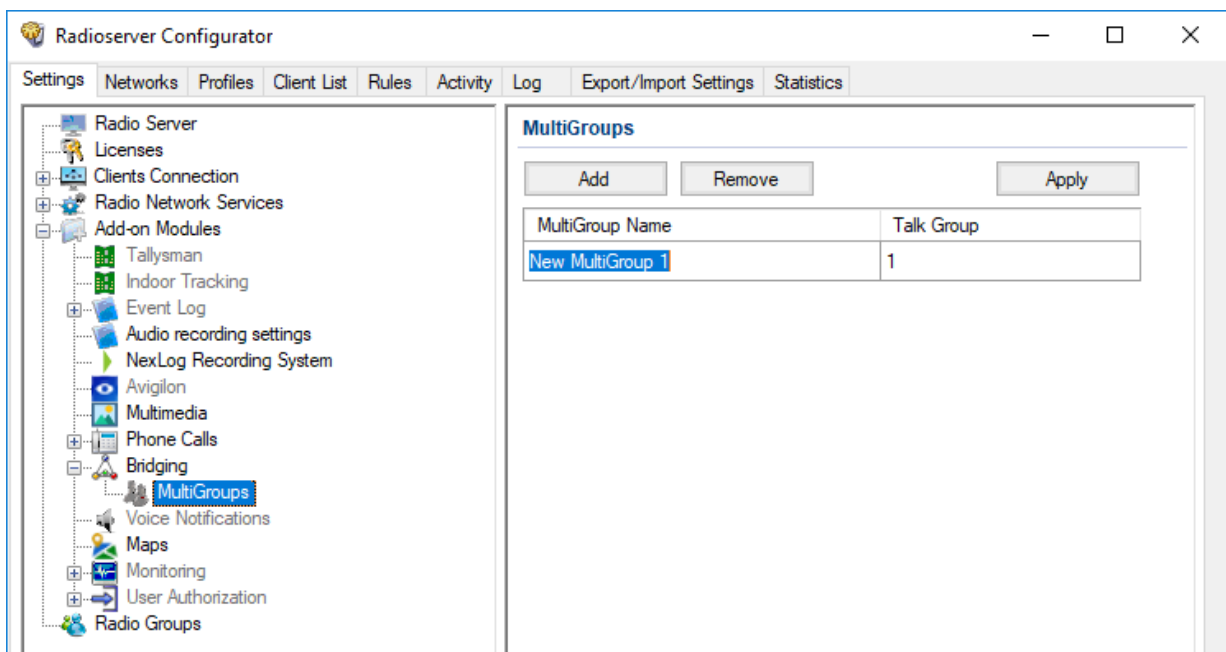 Radioserver Configurator
Settings Networks Profiles Client List Rules Activity Log Export/Import Settings Statistics
Radio Server
Licenses
Clients Connection
Radio Network Services
Add-on Modules
Tallysman
Indoor Tracking
Event Log
Audio recording settings
NexLog Recording System
Avigilon
Multimedia
Phone Calls
Bridging
MultiGroups
Voice Notifications
Maps
Monitoring
User Authorization
Radio Groups
MultiGroups
Add Remove Apply
MultiGroup Name Talk Group
New MultiGroup 1 1